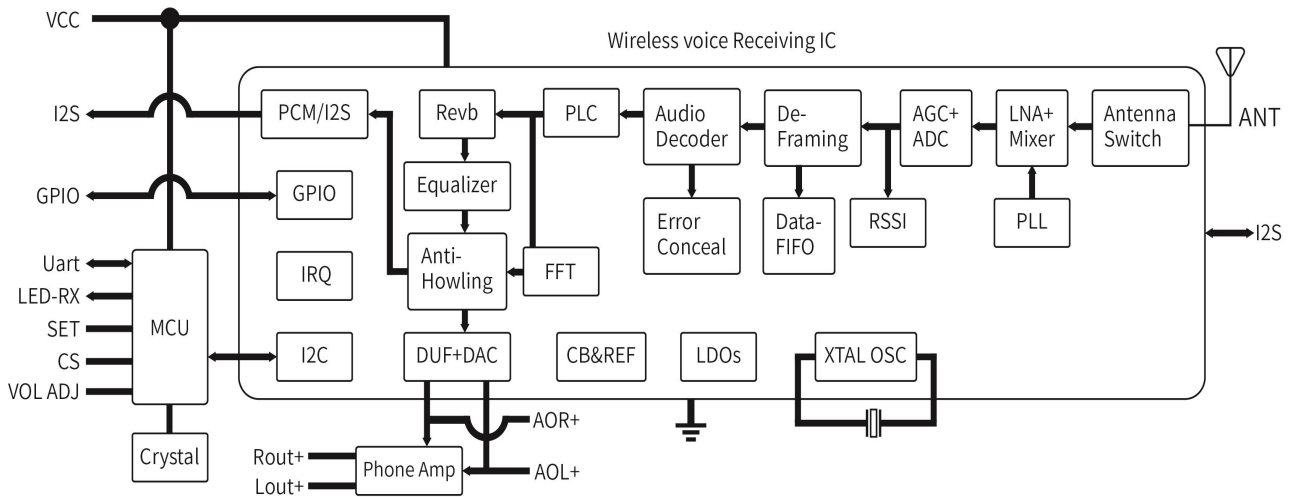 VCC
Wireless voice Receiving IC
I2S
PCM/I2S
Revb
PLC
Audio
Decoder
De-
Framing
AGC+
ADC
LNA+
Mixer
Antenna
Switch
ANT
GPIO
GPIO
Equalizer
Error
Conceal
Data-
FIFO
RSSI
PLL
I2S
Uart
LED-RX
SET
CS
VOL ADJ
MCU
IRQ
Anti-
Howling
FFT
I2C
DUF+DAC
CB&REF
LDOs
XTAL OSC
Crystal
AOR+
Rout+
Lout+
Phone Amp
AOL+